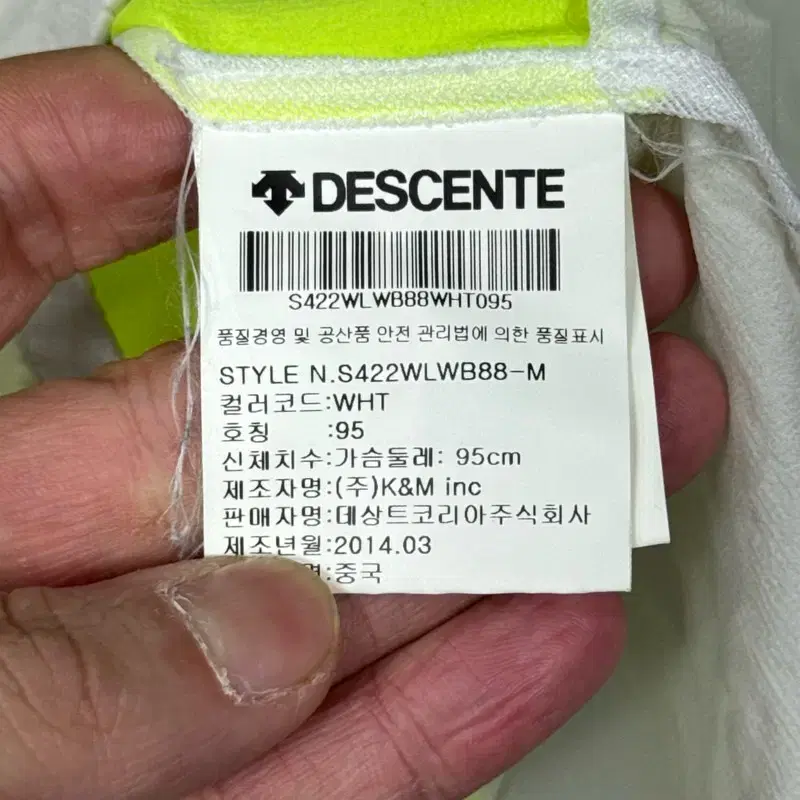 DESCENTE
S422WLWB88WHT095
품질경영 및 공산품 안전 관리법에 의한 품질표시
STYLE N.S422WLWB88-M
컬러코드:WHT
호칭 :95
신체치수:가슴둘레: 95cm
제조자명:(주)K&M inc
판매자명:데상트코리아주식회사
제조년월:2014.03
:중국